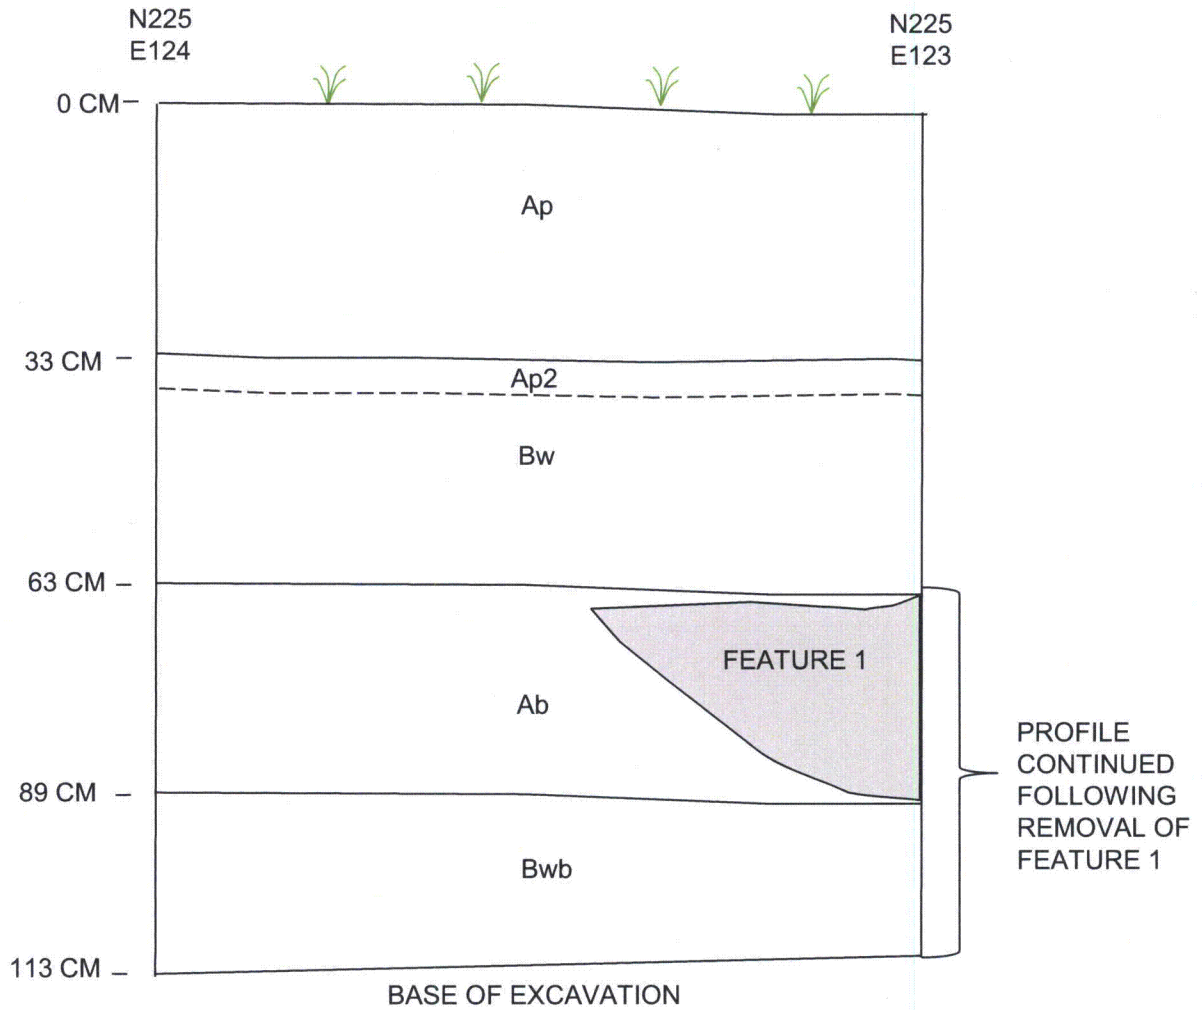 N225
E124
N225
E123
0 CM
Ap
33 CM
Ap2
Bw
63 CM
FEATURE 1
Ab
PROFILE
CONTINUED
FOLLOWING
REMOVAL OF
FEATURE 1
89 CM
Bwb
113 CM
BASE OF EXCAVATION